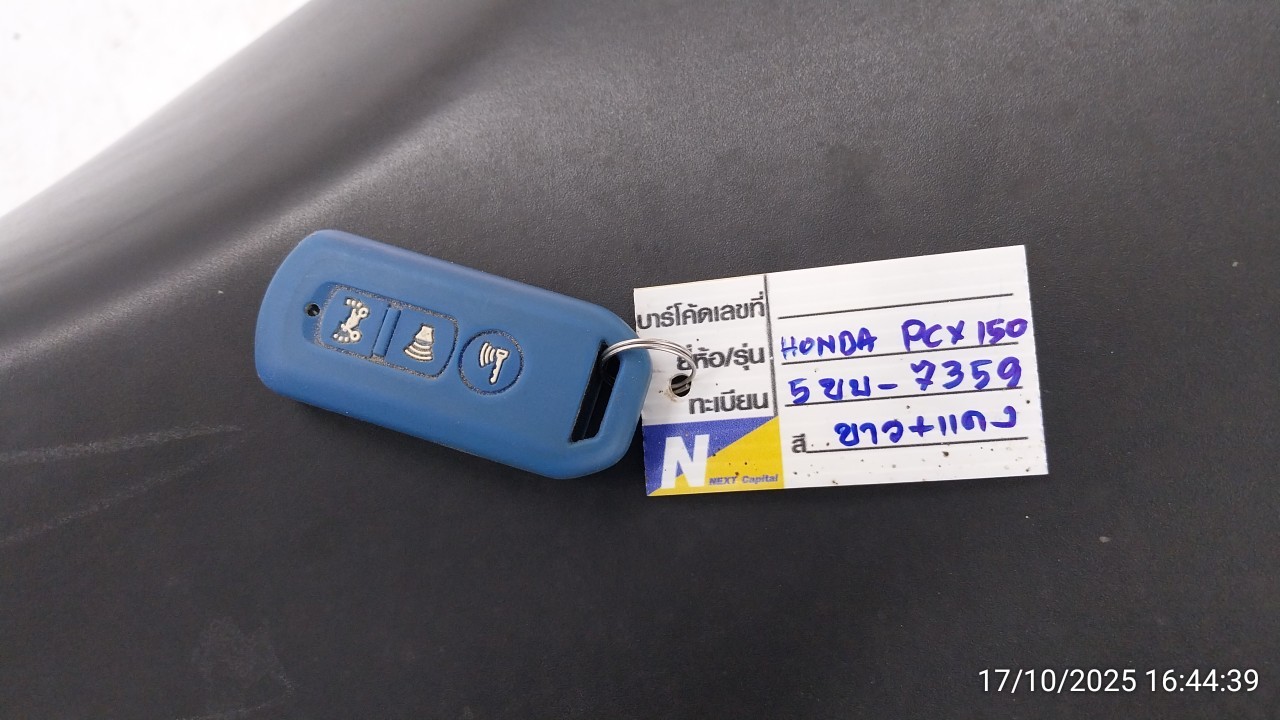 บาร์โค้ดเลขที่
ยี่ห้อ/รุ่น HONDA PCX 150
ทะเบียน 5ขม-7359
สี ขาว+แดง
N NEXT Capital
17/10/2025 16:44:39